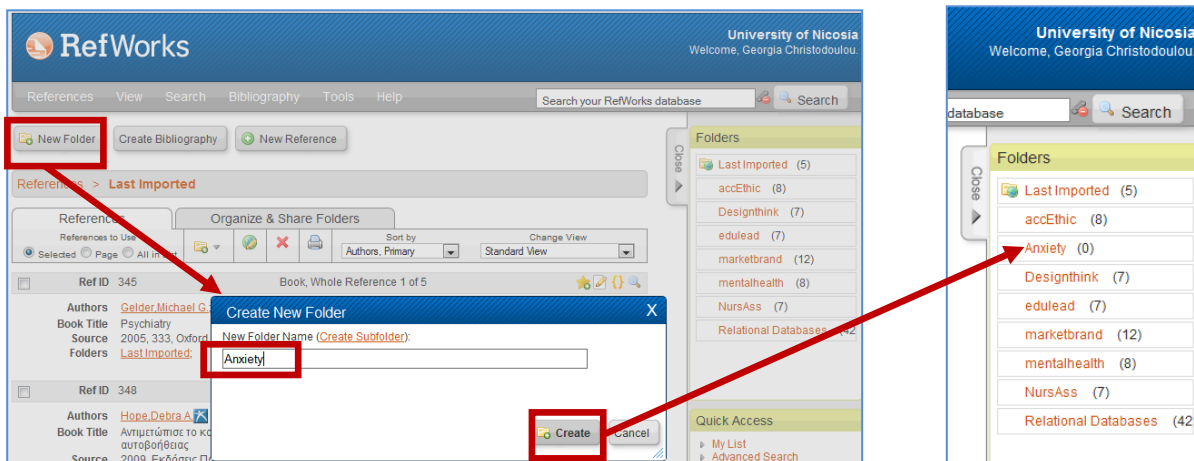 RefWorks
University of Nicosia
Welcome, Georgia Christodoulou.
References View Search Bibliography Tools Help
Search your RefWorks database
Search
New Folder
Create Bibliography
New Reference
References > Last Imported
References
Organize & Share Folders
References to Use
Selected Page All in List
Sort by
Authors, Primary
Change View
Standard View
Ref ID 345
Book, Whole Reference 1 of 5
Authors Gelder,Michael G.
Book Title Psychiatry
Source 2005, 333, Oxford
Folders Last Imported;
Ref ID 348
Authors Hope,Debra A
Book Title Αντιμετώπισε το κο
αυτοβοήθειας
Source 2009, Εκδόσεις Π
Create New Folder
X
New Folder Name (Create Subfolder):
Anxiety
Create
Cancel
Close
Folders
Last Imported (5)
accEthic (8)
Designthink (7)
edulead (7)
marketbrand (12)
mentalhealth (8)
NursAss (7)
Relational Databases (42
Quick Access
My List
Advanced Search
University of Nicosia
Welcome, Georgia Christodoulou.
database
Search
Close
Folders
Last Imported (5)
accEthic (8)
Anxiety (0)
Designthink (7)
edulead (7)
marketbrand (12)
mentalhealth (8)
NursAss (7)
Relational Databases (42